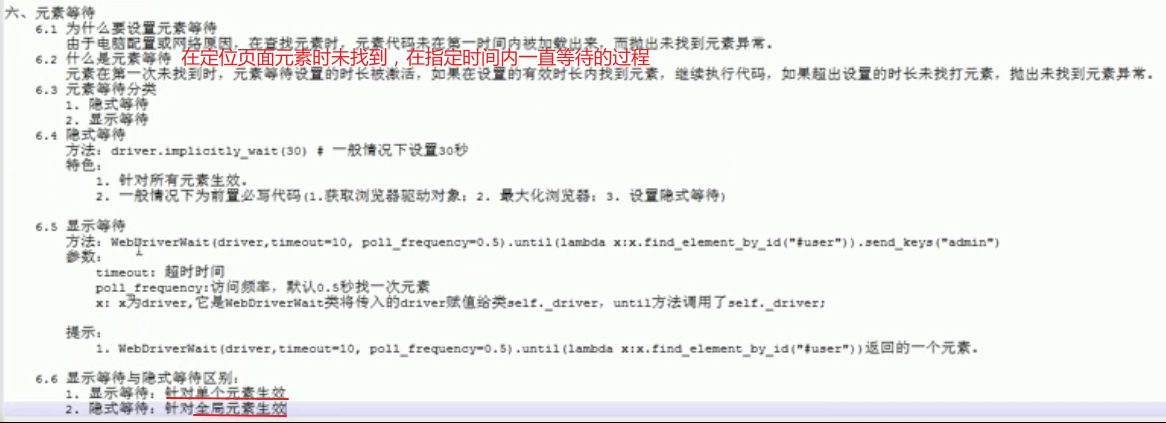 六、元素等待
6.1 为什么要设置元素等待
由于电脑配置或网络原因，在查找元素时，元素代码未在第一时间内被加载出来，而抛出未找到元素异常。
6.2 什么是元素等待 在定位页面元素时未找到，在指定时间内一直等待的过程
元素在第一次未找到时，元素等待设置的时长被激活，如果在设置的有效时长内找到元素，继续执行代码，如果超出设置的时长未找打元素，抛出未找到元素异常。
6.3 元素等待分类
1. 隐式等待
2. 显示等待
6.4 隐式等待
方法：driver.implicitly_wait(30) # 一般情况下设置30秒
特色：
1. 针对所有元素生效。
2. 一般情况下为前置必写代码(1.获取浏览器驱动对象；2. 最大化浏览器；3. 设置隐式等待)
6.5 显示等待
方法：WebDriverWait(driver,timeout=10, poll_frequency=0.5).until(lambda x:x.find_element_by_id("#user")).send_keys("admin")
参数：
timeout: 超时时间
poll_frequency:访问频率，默认0.5秒找一次元素
x: x为driver,它是WebDriverWait类将传入的driver赋值给类self._driver，until方法调用了self._driver;
提示：
1. WebDriverWait(driver,timeout=10, poll_frequency=0.5).until(lambda x:x.find_element_by_id("#user"))返回的一个元素。
6.6 显示等待与隐式等待区别：
1. 显示等待：针对单个元素生效
2. 隐式等待：针对全局元素生效